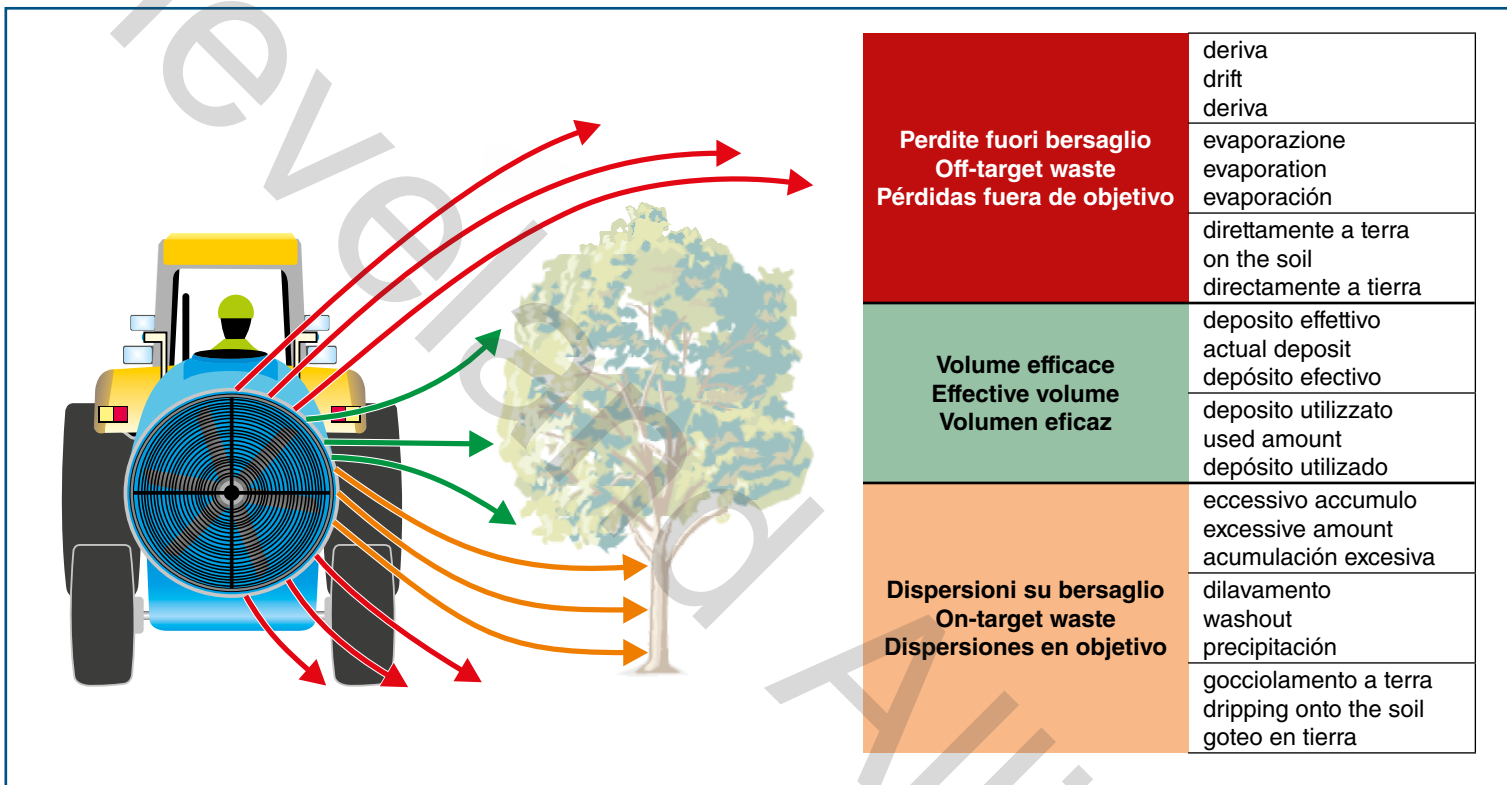 Perdite fuori bersaglio
Off-target waste
Pérdidas fuera de objetivo
deriva
drift
deriva
evaporazione
evaporation
evaporación
direttamente a terra
on the soil
directamente a tierra
Volume efficace
Effective volume
Volumen eficaz
deposito effettivo
actual deposit
depósito efectivo
deposito utilizzato
used amount
depósito utilizado
Dispersioni su bersaglio
On-target waste
Dispersiones en objetivo
eccessivo accumulo
excessive amount
acumulación excesiva
dilavamento
washout
precipitación
gocciolamento a terra
dripping onto the soil
goteo en tierra